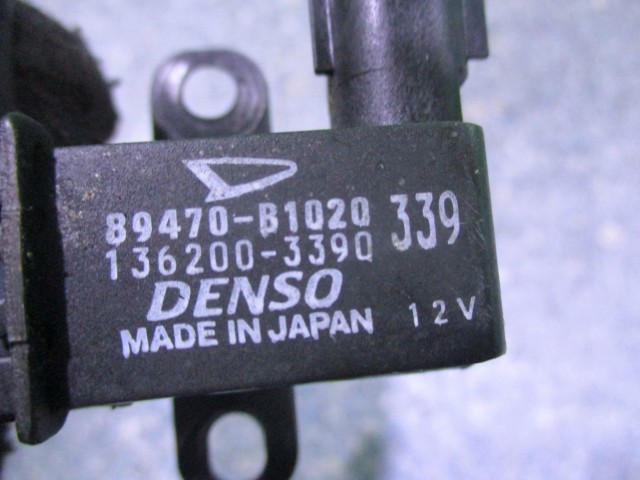 89470-B1020 339
136200-3390
DENSO
MADE IN JAPAN 12V